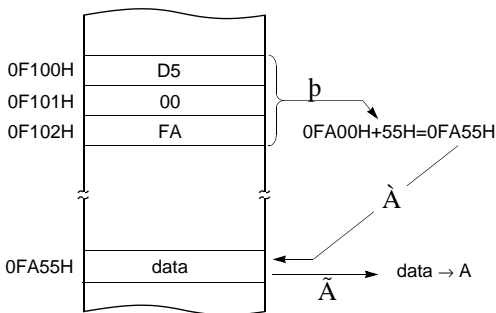 0F100H D5
þ
0F101H 00
0F102H FA 0FA00H+55H=0FA55H
À
0FA55H data data → A
Ã